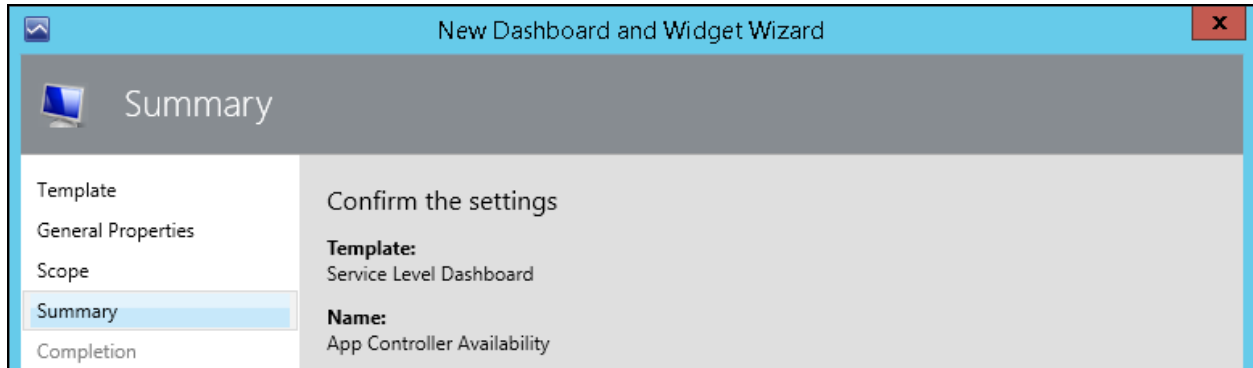 New Dashboard and Widget Wizard
x
Summary
Template
General Properties
Scope
Summary
Completion
Confirm the settings
Template:
Service Level Dashboard
Name:
App Controller Availability